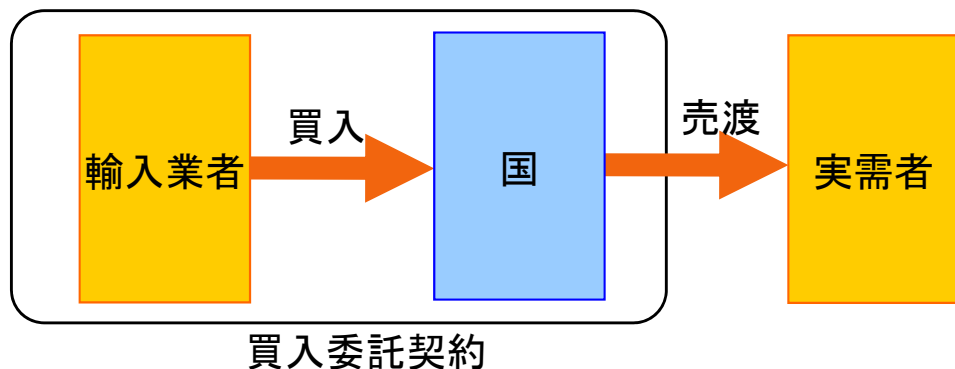 輸入業者
買入
国
売渡
実需者
買入委託契約